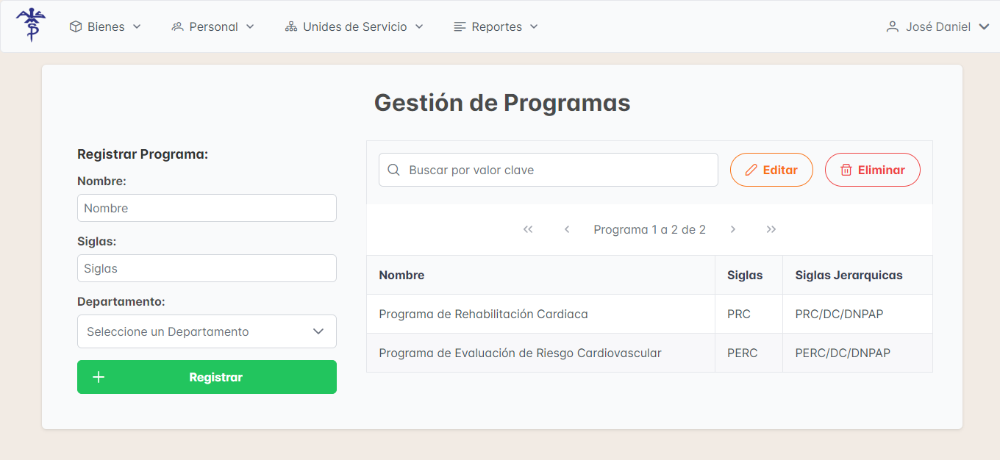 Bienes
Personal
Unides de Servicio
Reportes
José Daniel
Gestión de Programas
Registrar Programa:
Nombre:
Nombre
Siglas:
Siglas
Departamento:
Seleccione un Departamento
Registrar
Buscar por valor clave
Editar
Eliminar
Programa 1 a 2 de 2
Nombre Siglas Siglas Jerarquicas
Programa de Rehabilitación Cardiaca PRC PRC/DC/DNPAP
Programa de Evaluación de Riesgo Cardiovascular PERC PERC/DC/DNPAP